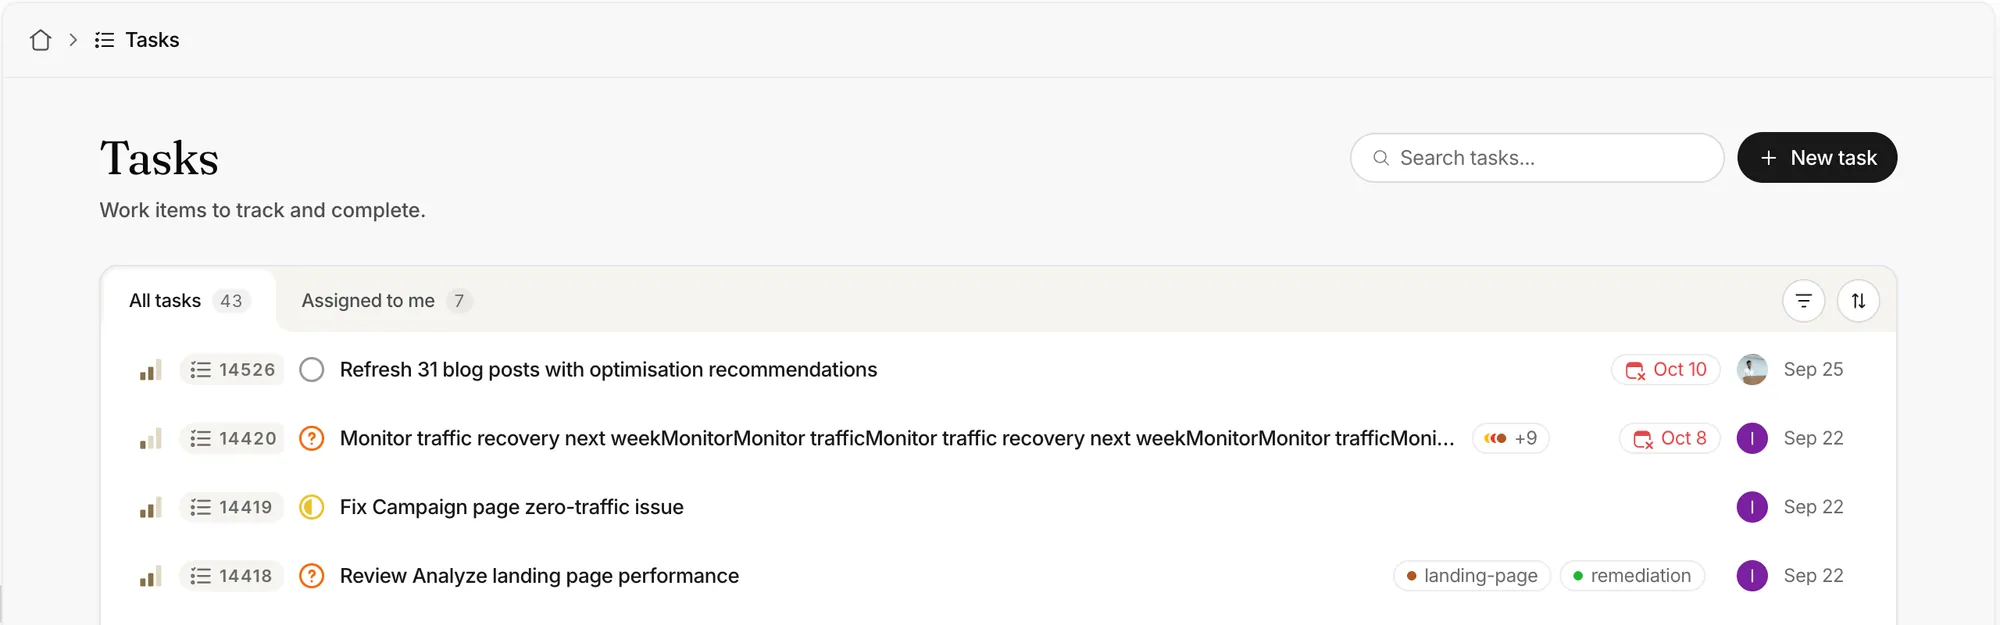 Tasks
Tasks
Search tasks...
+ New task
Work items to track and complete.
All tasks 43
Assigned to me 7
14526 Refresh 31 blog posts with optimisation recommendations Oct 10 Sep 25
14420 ? Monitor traffic recovery next weekMonitorMonitor trafficMonitor traffic recovery next weekMonitorMonitor trafficMoni... +9 Oct 8 I Sep 22
14419 Fix Campaign page zero-traffic issue I Sep 22
14418 ? Review Analyze landing page performance landing-page remediation I Sep 22